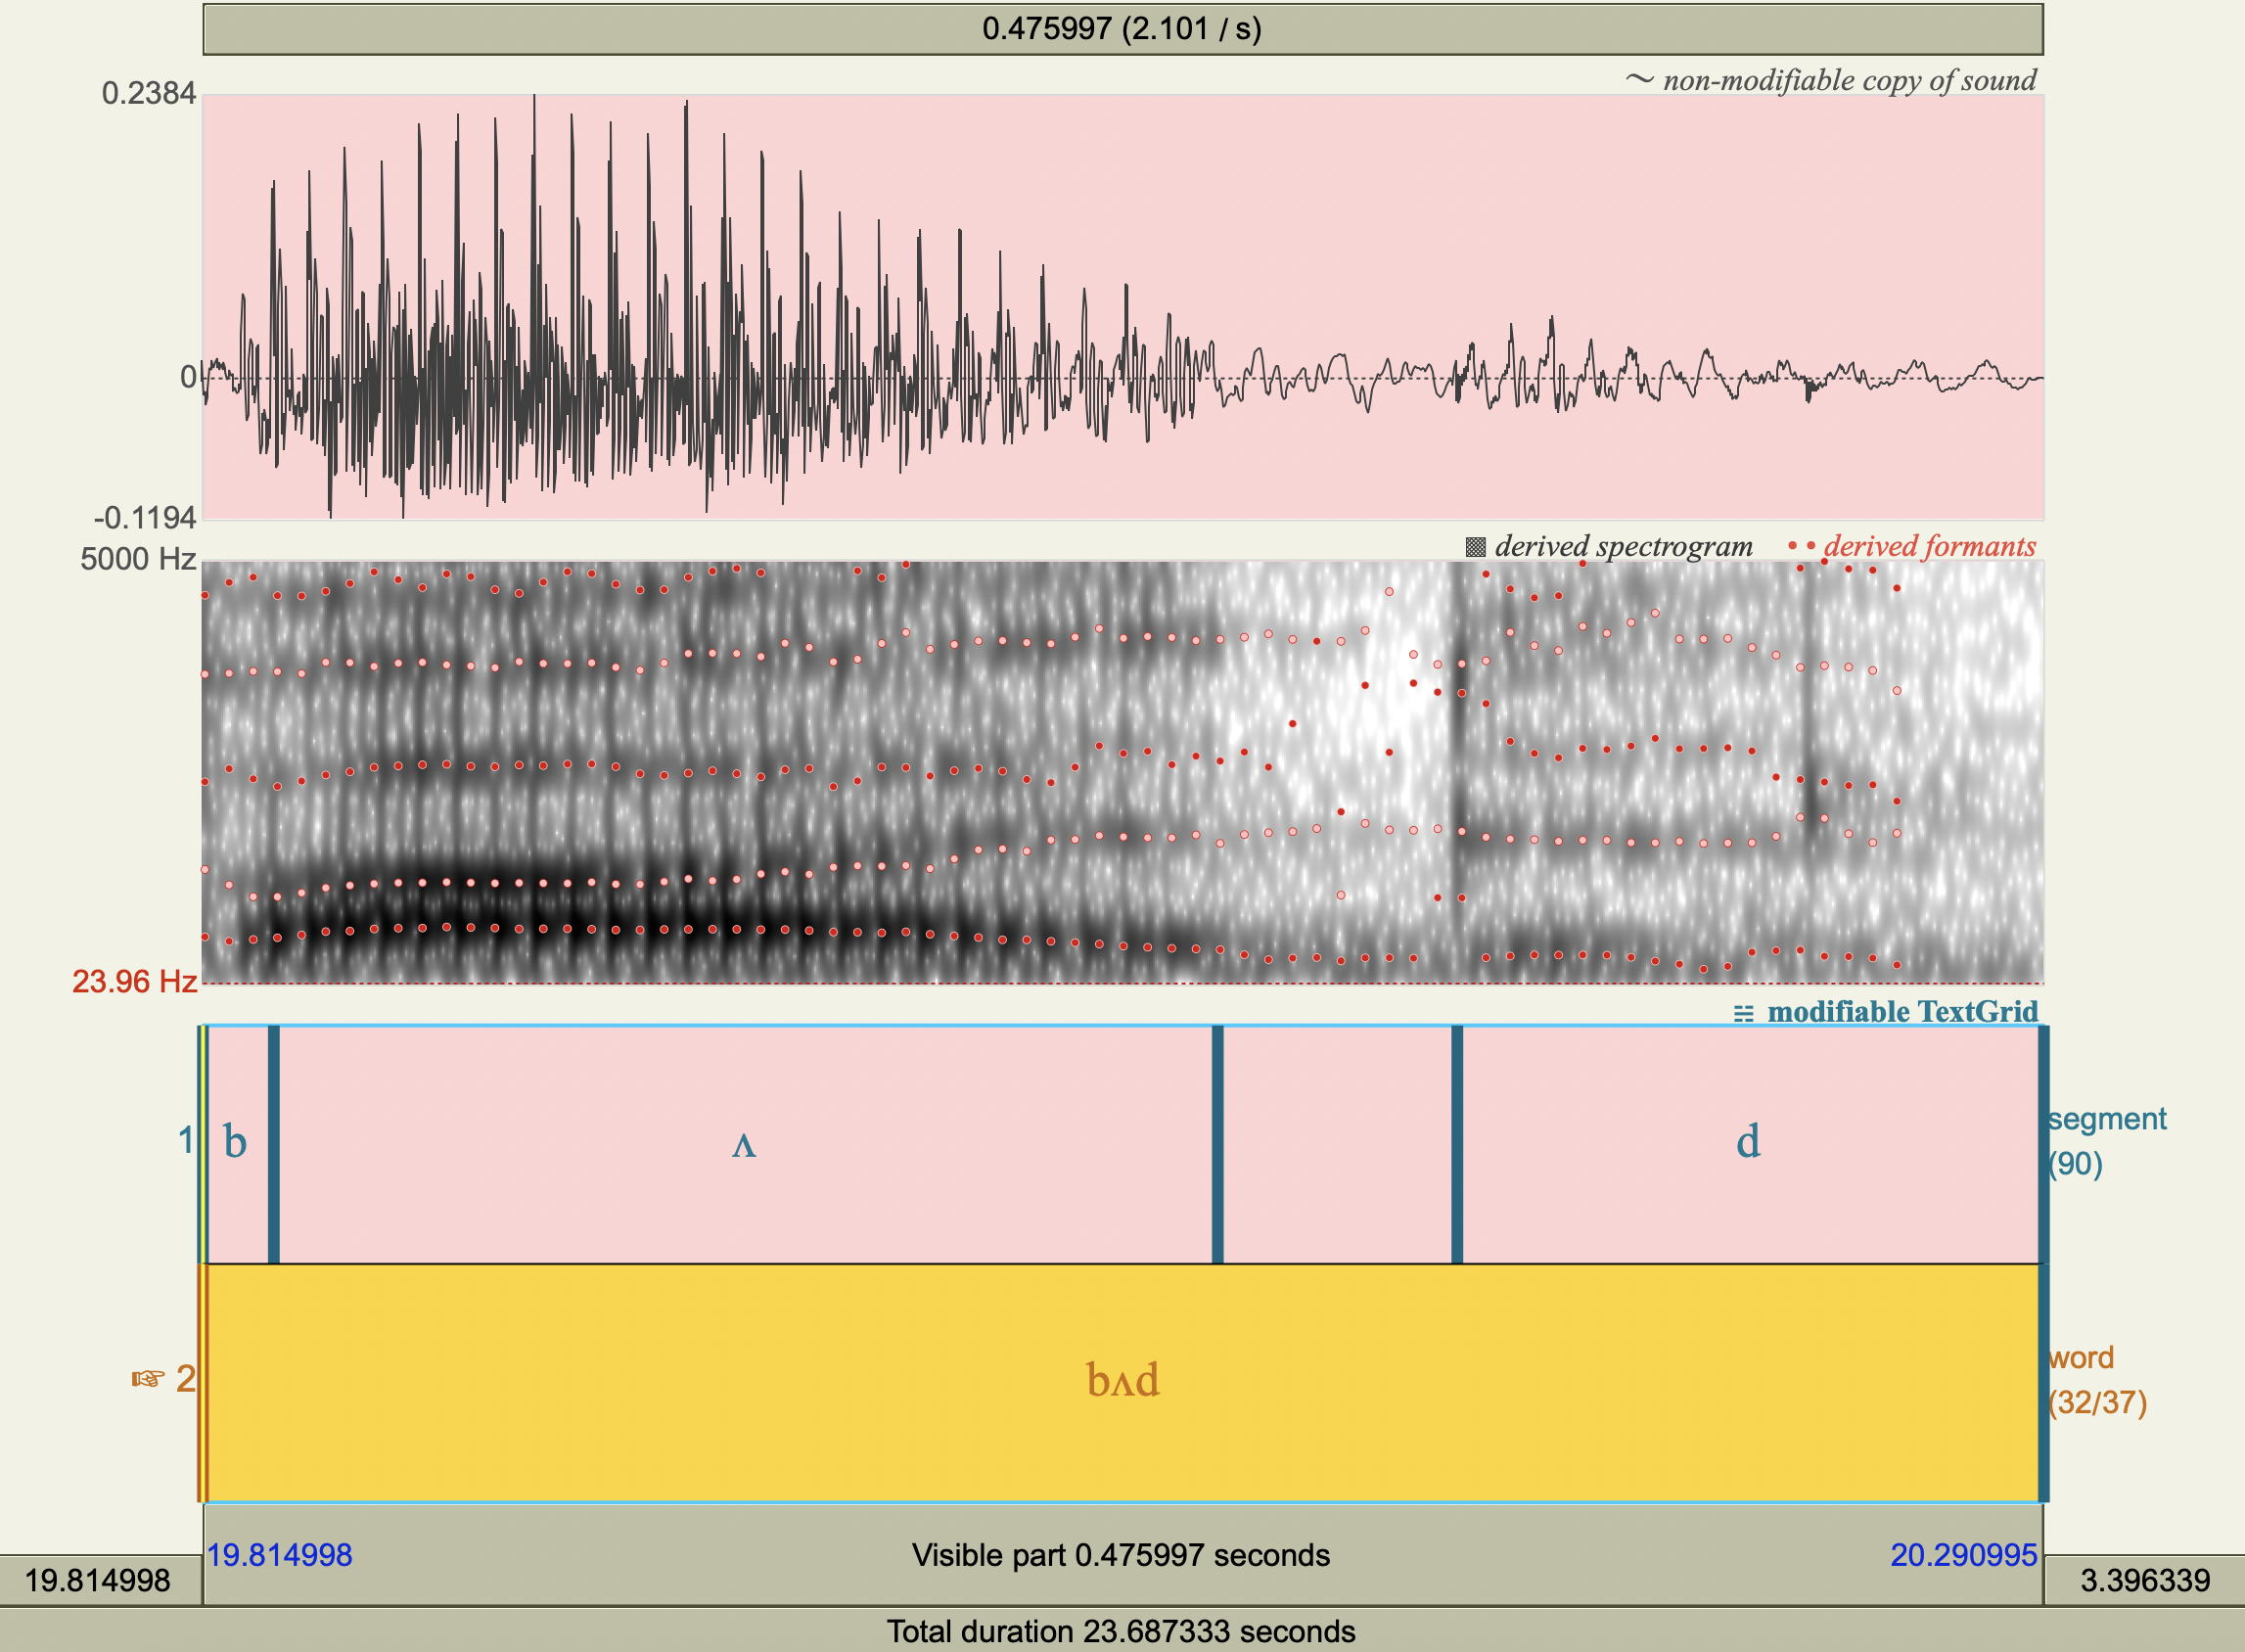 0.475997 (2.101 / s)
~ non-modifiable copy of sound
0.2384
0
-0.1194
5000 Hz
derived spectrogram
derived formants
23.96 Hz
modifiable TextGrid
1
b
ʌ
d
segment
(90)
☞ 2
bʌd
word
(32/37)
19.814998
Visible part 0.475997 seconds
20.290995
19.814998
3.396339
Total duration 23.687333 seconds